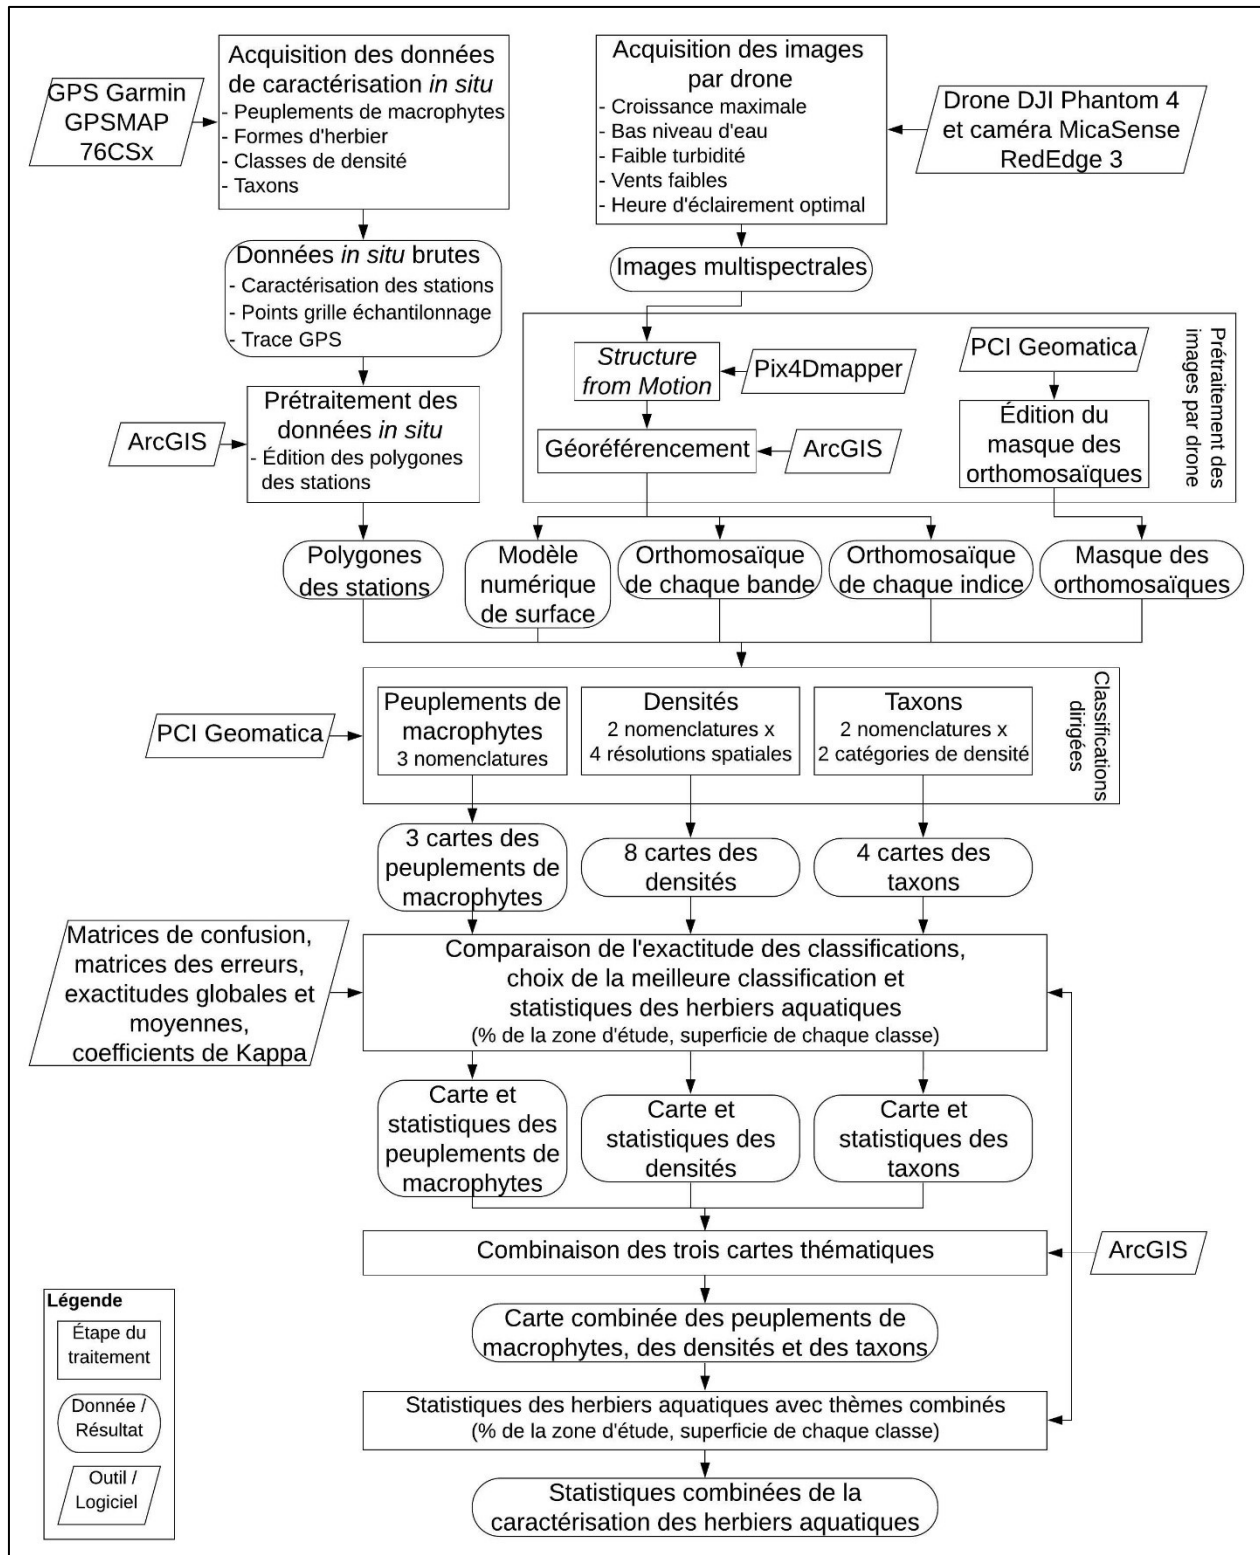 Acquisition des données
de caractérisation in situ
- Peuplements de macrophytes
- Formes d'herbier
- Classes de densité
- Taxons
GPS Garmin
GPSMAP
76CSx
Acquisition des images
par drone
- Croissance maximale
- Bas niveau d'eau
- Faible turbidité
- Vents faibles
- Heure d'éclairement optimal
Drone DJI Phantom 4
et caméra MicaSense
RedEdge 3
Données in situ brutes
- Caractérisation des stations
- Points grille échantilonnage
- Trace GPS
Images multispectrales
Prétraitement des
images par drone
Structure
from Motion
Pix4Dmapper
PCI Geomatica
Prétraitement des
données in situ
- Édition des polygones
des stations
ArcGIS
Géoréférencement
ArcGIS
Édition du
masque des
orthomosaïques
Polygones
des stations
Modèle
numérique
de surface
Orthomosaïque
de chaque bande
Orthomosaïque
de chaque indice
Masque des
orthomosaïques
Classifications
dirigées
PCI Geomatica
Peuplements de
macrophytes
3 nomenclatures
Densités
2 nomenclatures x
4 résolutions spatiales
Taxons
2 nomenclatures x
2 catégories de densité
3 cartes des
peuplements de
macrophytes
8 cartes des
densités
4 cartes des
taxons
Matrices de confusion,
matrices des erreurs,
exactitudes globales et
moyennes,
coefficients de Kappa
Comparaison de l'exactitude des classifications,
choix de la meilleure classification et
statistiques des herbiers aquatiques
(% de la zone d'étude, superficie de chaque classe)
Carte et
statistiques des
peuplements de
macrophytes
Carte et
statistiques des
densités
Carte et
statistiques des
taxons
Combinaison des trois cartes thématiques
ArcGIS
Carte combinée des peuplements de
macrophytes, des densités et des taxons
Statistiques des herbiers aquatiques avec thèmes combinés
(% de la zone d'étude, superficie de chaque classe)
Statistiques combinées de la
caractérisation des herbiers aquatiques
Légende
Étape du
traitement
Donnée /
Résultat
Outil /
Logiciel